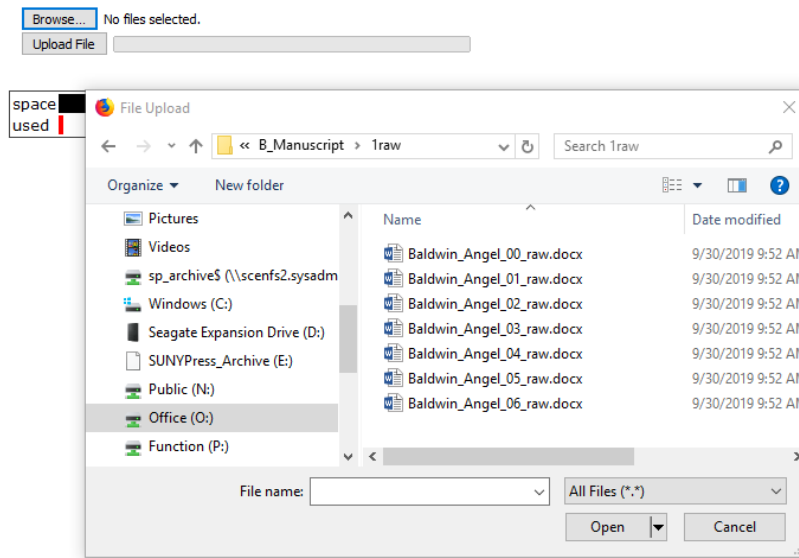 Browse... No files selected.
Upload File
space
used
File Upload
« B_Manuscript > 1raw
Search 1raw
Organize
New folder
Name
Date modified
Pictures
Videos
sp_archive$ (\\scenfs2.sysadm
Windows (C:)
Seagate Expansion Drive (D:)
SUNYPress_Archive (E:)
Public (N:)
Office (O:)
Function (P:)
Baldwin_Angel_00_raw.docx 9/30/2019 9:52 AM
Baldwin_Angel_01_raw.docx 9/30/2019 9:52 AM
Baldwin_Angel_02_raw.docx 9/30/2019 9:52 AM
Baldwin_Angel_03_raw.docx 9/30/2019 9:52 AM
Baldwin_Angel_04_raw.docx 9/30/2019 9:52 AM
Baldwin_Angel_05_raw.docx 9/30/2019 9:52 AM
Baldwin_Angel_06_raw.docx 9/30/2019 9:52 AM
File name:
All Files (*.*)
Open
Cancel